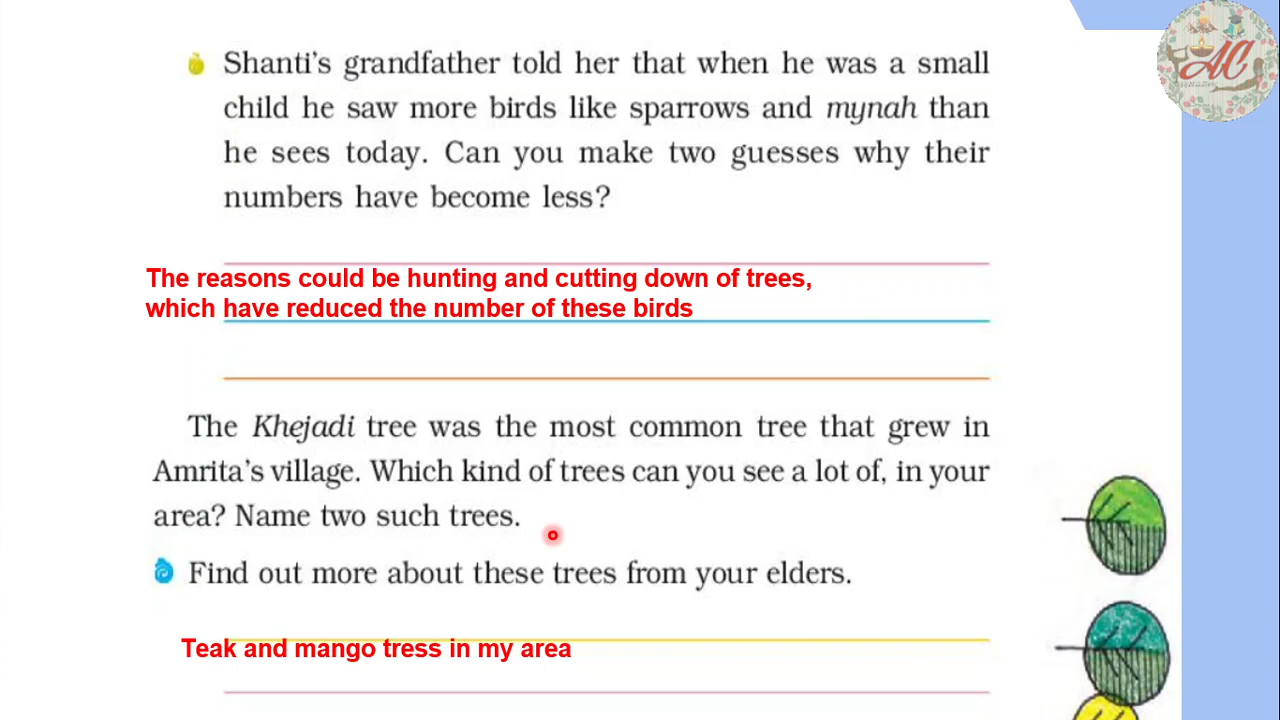 Shanti's grandfather told her that when he was a small
child he saw more birds like sparrows and mynah than
he sees today. Can you make two guesses why their
numbers have become less?
The reasons could be hunting and cutting down of trees,
which have reduced the number of these birds
The Khejadi tree was the most common tree that grew in
Amrita's village. Which kind of trees can you see a lot of, in your
area? Name two such trees.
Find out more about these trees from your elders.
Teak and mango tress in my area
AC